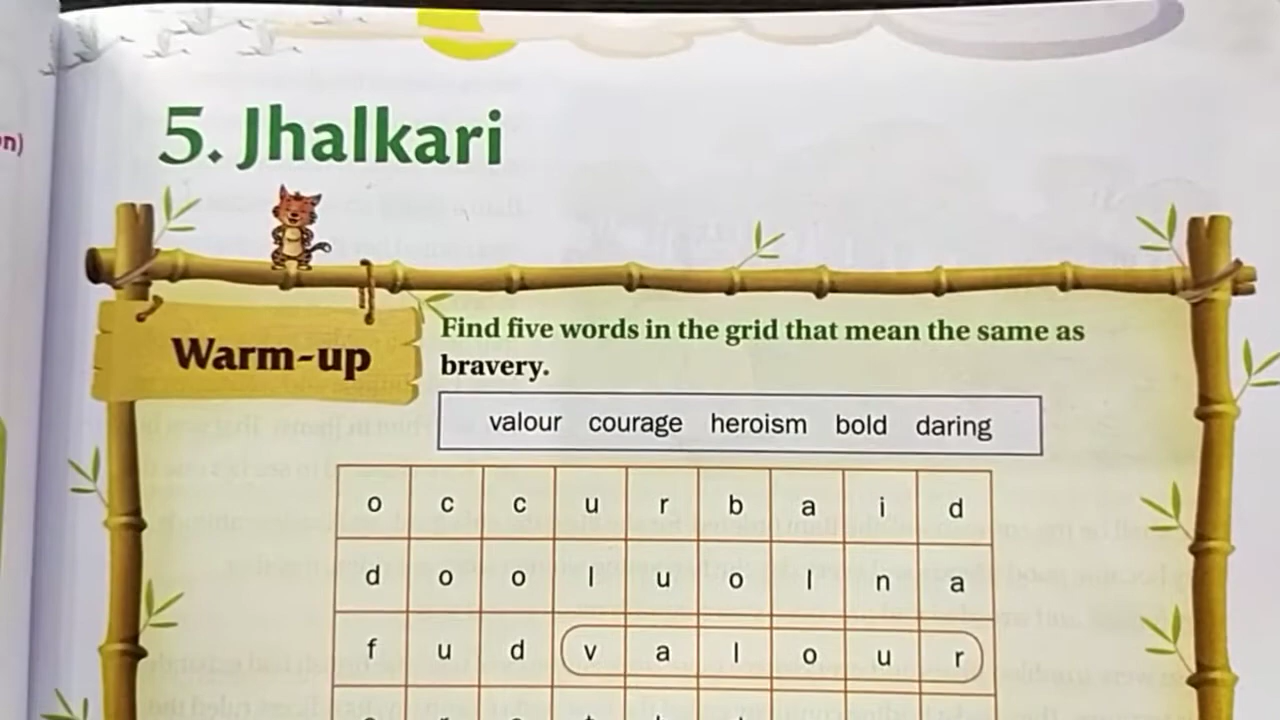 on)
5. Jhalkari
Warm-up
Find five words in the grid that mean the same as
bravery.
valour courage heroism bold daring
o c c u r b a i d
d o o l u o l n a
f u d v a l o u r